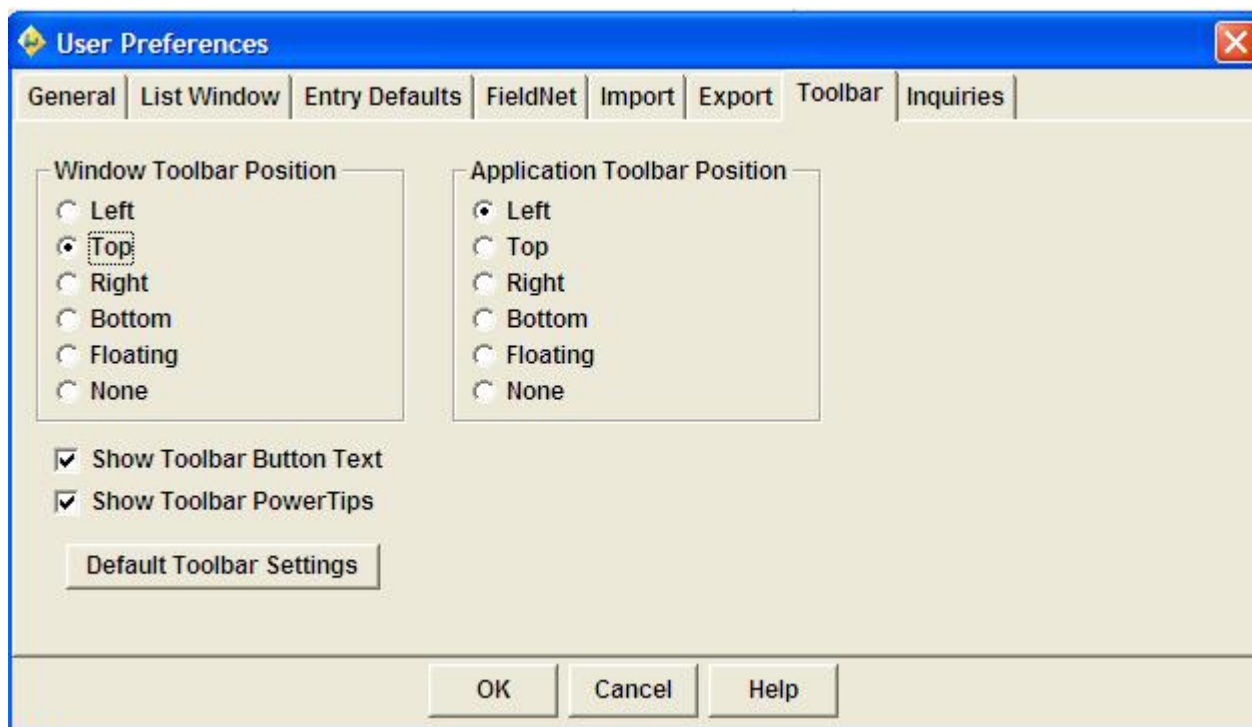 User Preferences
General List Window Entry Defaults FieldNet Import Export Toolbar Inquiries
Window Toolbar Position
Left
Top
Right
Bottom
Floating
None
Application Toolbar Position
Left
Top
Right
Bottom
Floating
None
Show Toolbar Button Text
Show Toolbar PowerTips
Default Toolbar Settings
OK Cancel Help